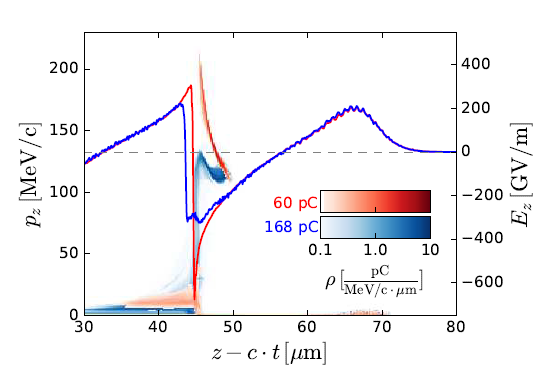 200
150
100
50
0
p_z [MeV/c]
400
200
0
−200
−400
−600
E_z [GV/m]
60 pC
168 pC
0.1 1.0 10
ρ [pC / MeV/c·μm]
30 40 50 60 70 80
z − c · t [μm]